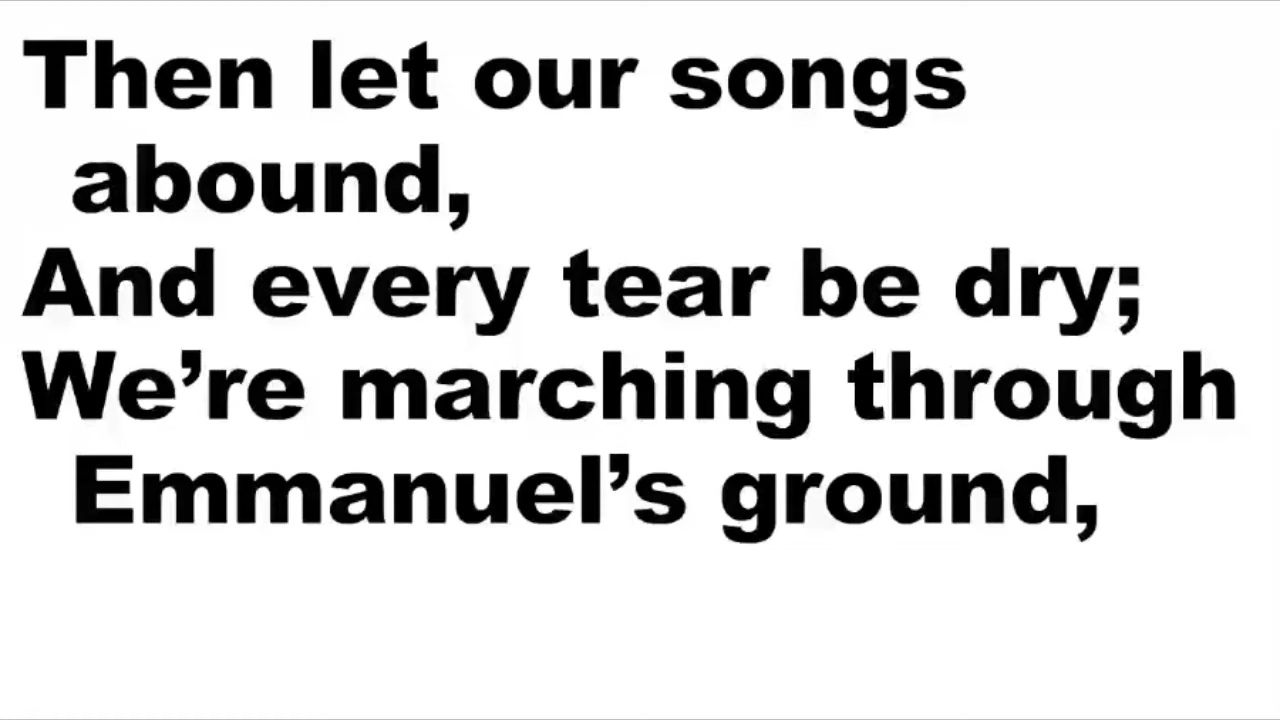 Then let our songs
abound,
And every tear be dry;
We’re marching through
Emmanuel’s ground,